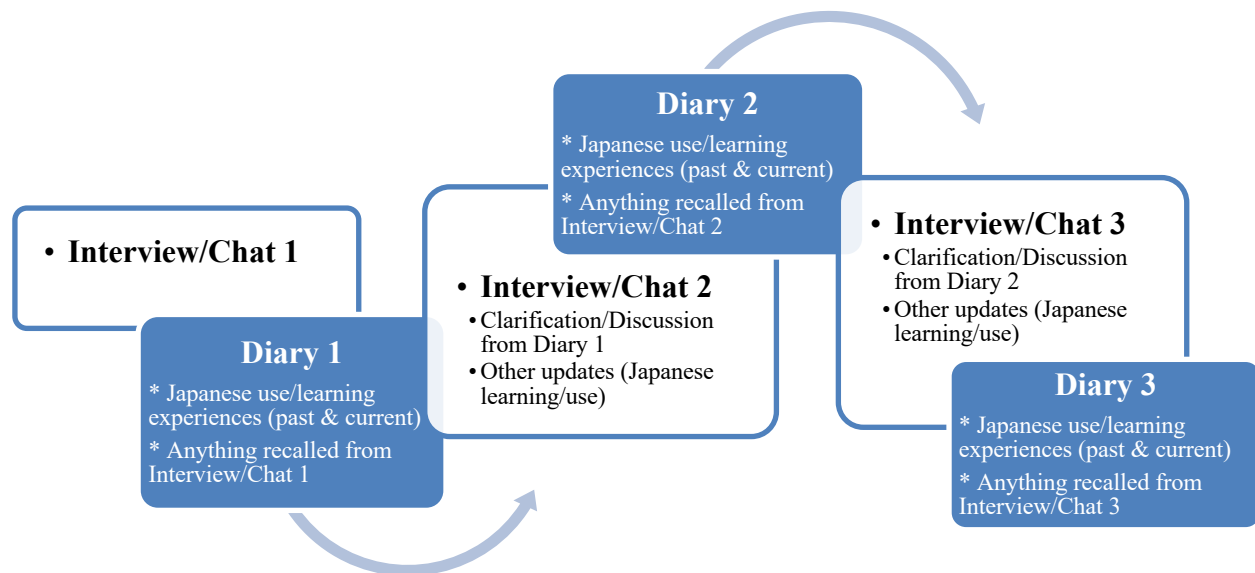 • Interview/Chat 1
Diary 1
* Japanese use/learning
experiences (past & current)
* Anything recalled from
Interview/Chat 1
• Interview/Chat 2
•Clarification/Discussion
from Diary 1
•Other updates (Japanese
learning/use)
Diary 2
* Japanese use/learning
experiences (past & current)
* Anything recalled from
Interview/Chat 2
• Interview/Chat 3
•Clarification/Discussion
from Diary 2
•Other updates (Japanese
learning/use)
Diary 3
* Japanese use/learning
experiences (past & current)
* Anything recalled from
Interview/Chat 3